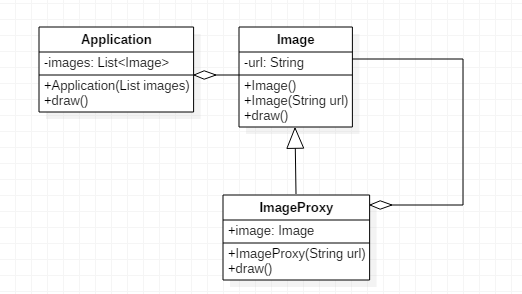 Application
-images: List<Image>
+Application(List images)
+draw()
Image
-url: String
+Image()
+Image(String url)
+draw()
ImageProxy
+image: Image
+ImageProxy(String url)
+draw()